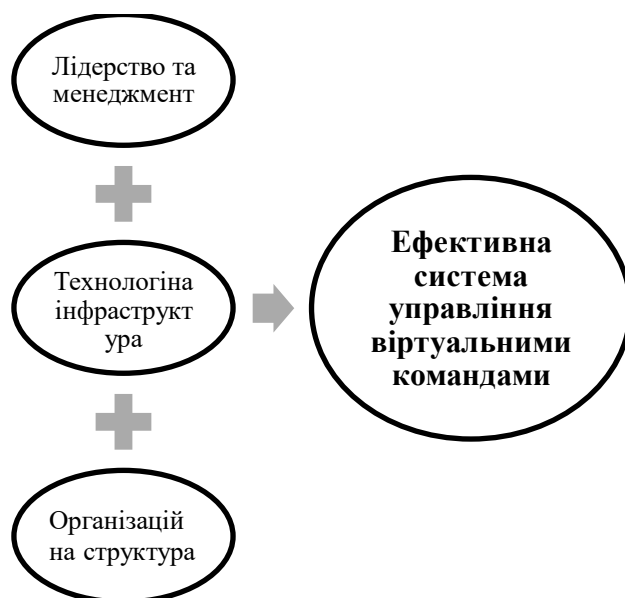 Лідерство та
менеджмент
Технологіна
інфраструкт
ура
Організацій
на структура
Ефективна
система
управління
віртуальними
командами